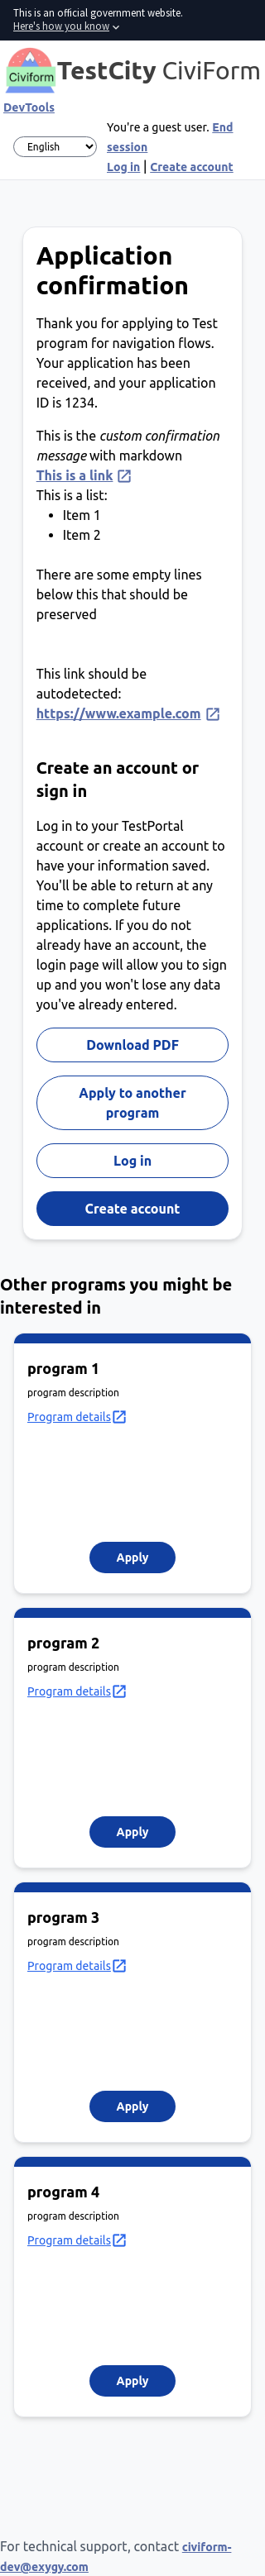 This is an official government website.
Here's how you know
Civiform
TestCity CiviForm
DevTools
English
You're a guest user. End
session
Log in | Create account
Application
confirmation
Thank you for applying to Test
program for navigation flows.
Your application has been
received, and your application
ID is 1234.
This is the custom confirmation
message with markdown
This is a link
This is a list:
Item 1
Item 2
There are some empty lines
below this that should be
preserved
This link should be
autodetected:
https://www.example.com
Create an account or
sign in
Log in to your TestPortal
account or create an account to
have your information saved.
You'll be able to return at any
time to complete future
applications. If you do not
already have an account, the
login page will allow you to sign
up and you won't lose any data
you've already entered.
Download PDF
Apply to another
program
Log in
Create account
Other programs you might be
interested in
program 1
program description
Program details
Apply
program 2
program description
Program details
Apply
program 3
program description
Program details
Apply
program 4
program description
Program details
Apply
For technical support, contact civiform-
dev@exygy.com